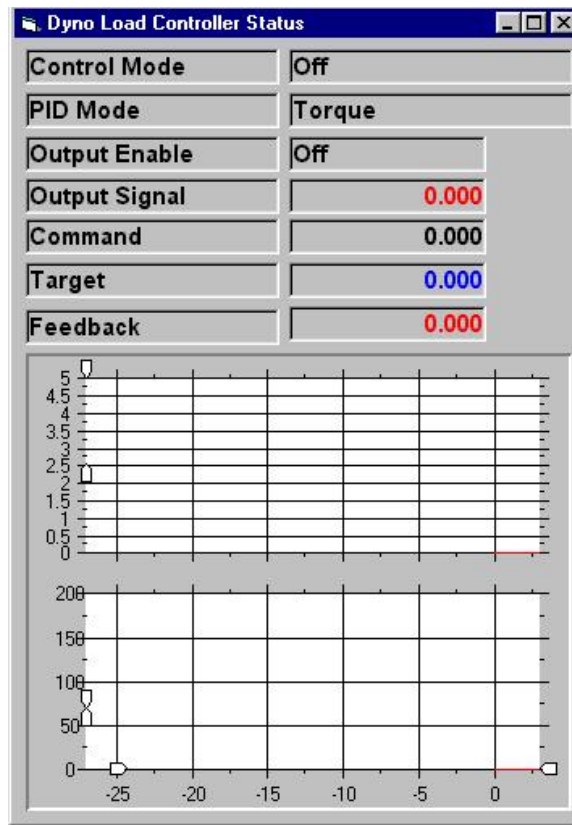 Dyno Load Controller Status
Control Mode Off
PID Mode Torque
Output Enable Off
Output Signal 0.000
Command 0.000
Target 0.000
Feedback 0.000
5
4.5
4
3.5
3
2.5
2
1.5
1
0.5
0
200
150
100
50
0
-25 -20 -15 -10 -5 0